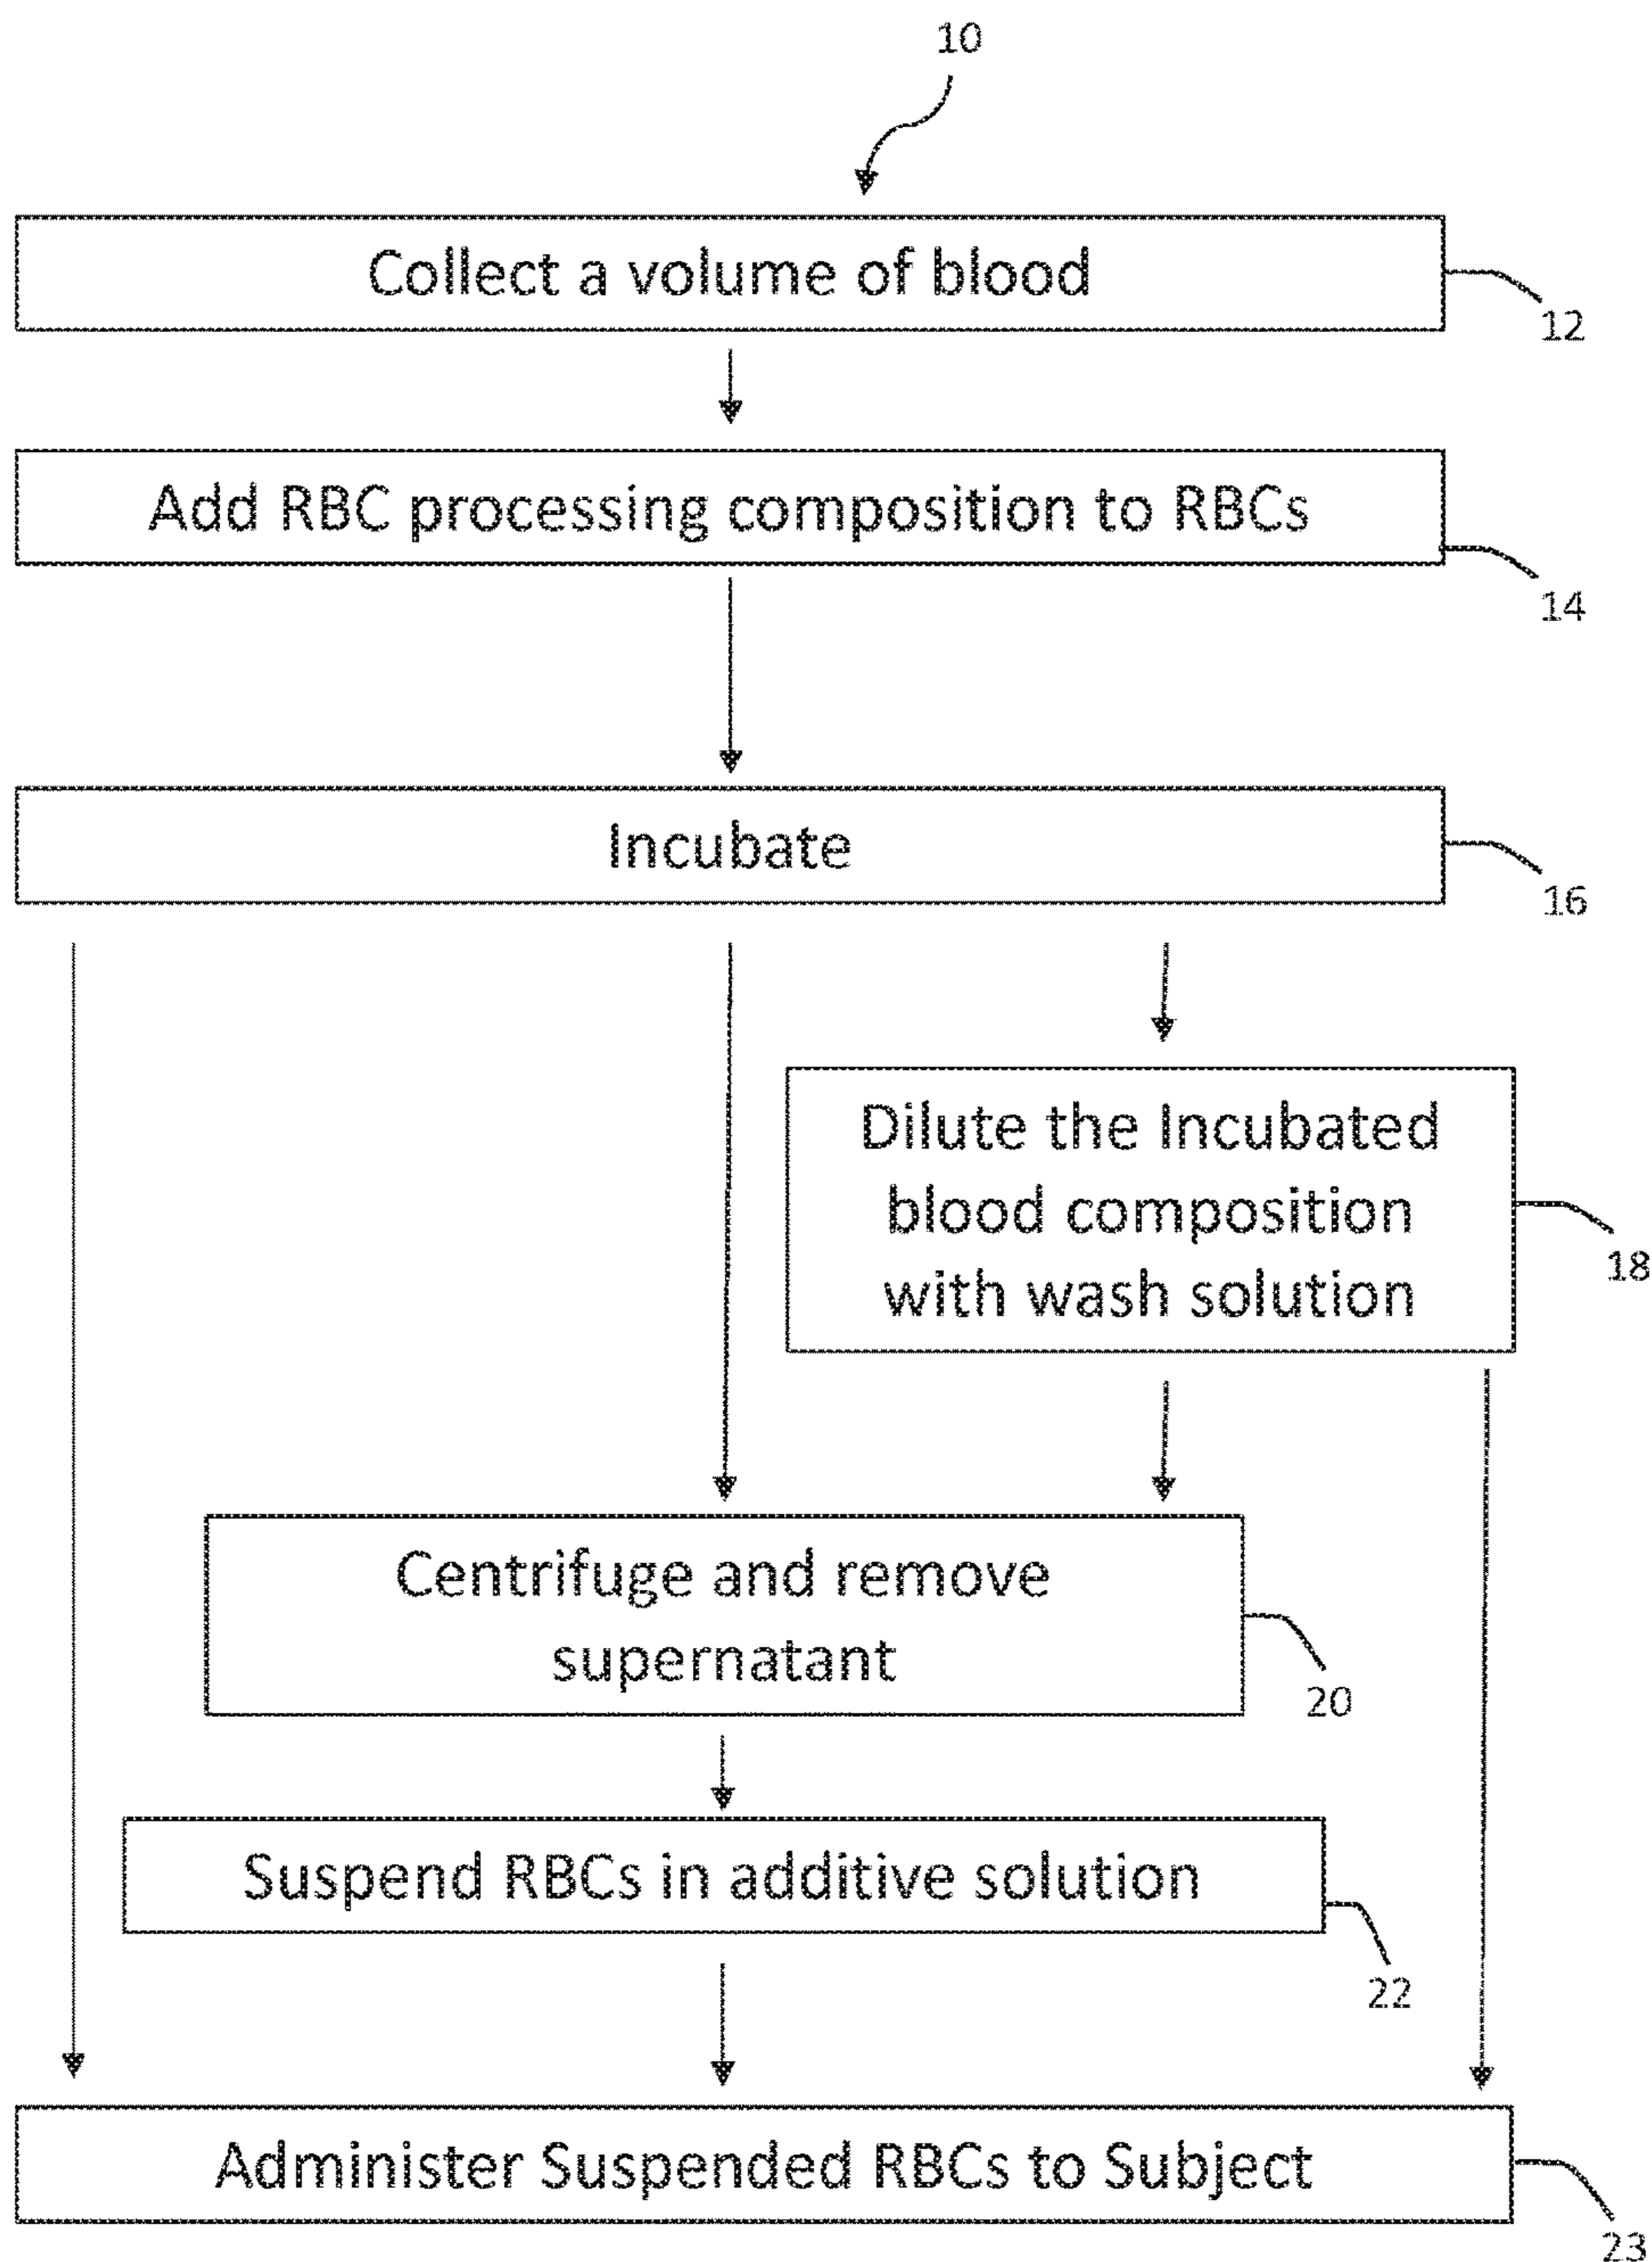 10
Collect a volume of blood
12
Add RBC processing composition to RBCs
14
Incubate
16
Dilute the Incubated
blood composition
with wash solution
18
Centrifuge and remove
supernatant
20
Suspend RBCs in additive solution
22
Administer Suspended RBCs to Subject
23